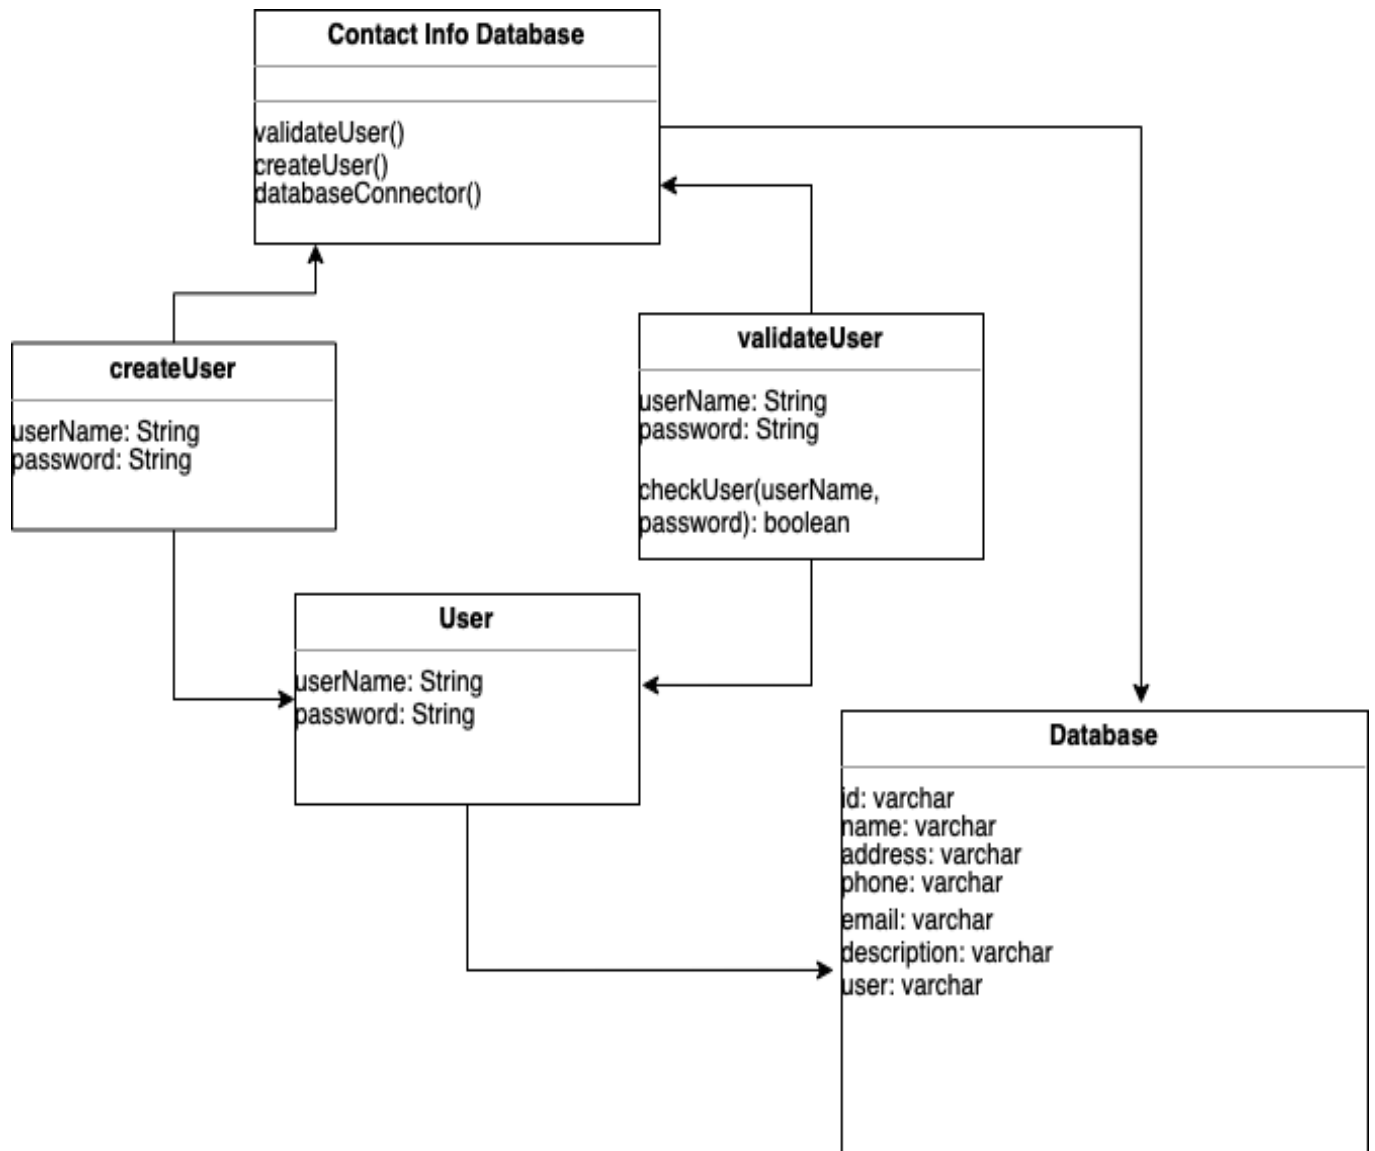 Contact Info Database
validateUser()
createUser()
databaseConnector()
createUser
userName: String
password: String
validateUser
userName: String
password: String
checkUser(userName,
password): boolean
User
userName: String
password: String
Database
id: varchar
name: varchar
address: varchar
phone: varchar
email: varchar
description: varchar
user: varchar